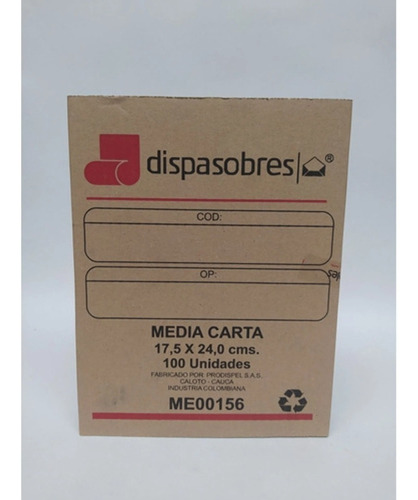 dispasobres ®
COD:
OP:
MEDIA CARTA
17,5 X 24,0 cms.
100 Unidades
FABRICADO POR: PRODISPEL S.A.S.
CALOTO - CAUCA
INDUSTRIA COLOMBIANA
ME00156